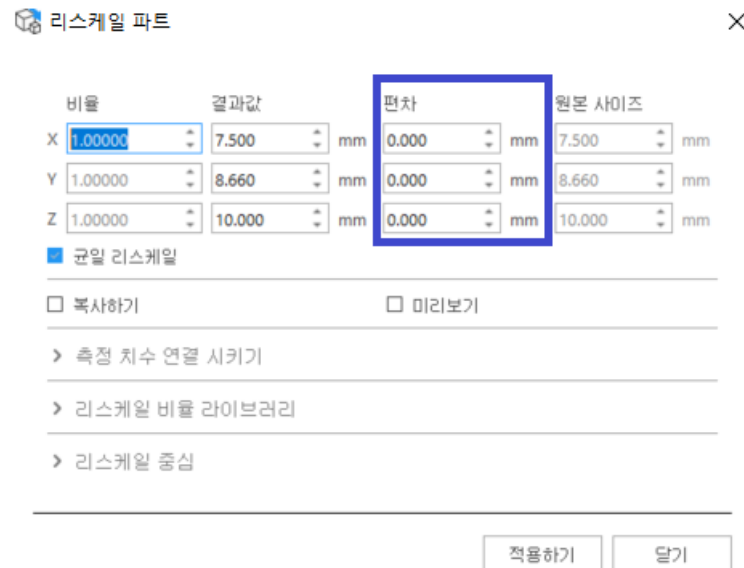 리스케일 파트
비율 결과값 편차 원본 사이즈
X 1.00000 7.500 mm 0.000 mm 7.500 mm
Y 1.00000 8.660 mm 0.000 mm 8.660 mm
Z 1.00000 10.000 mm 0.000 mm 10.000 mm
균일 리스케일
복사하기 미리보기
측정 치수 연결 시키기
리스케일 비율 라이브러리
리스케일 중심
적용하기 닫기